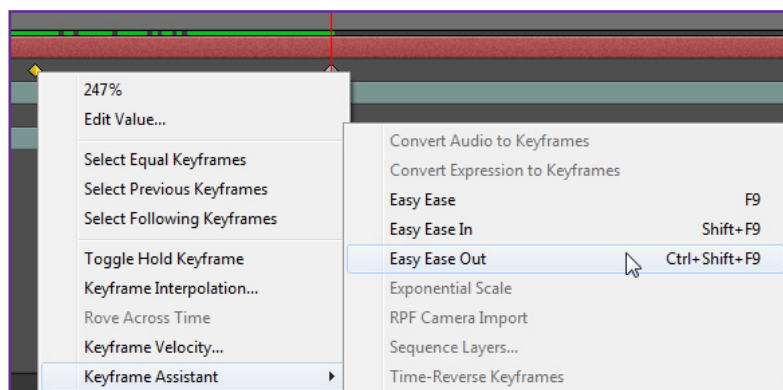 247%
Edit Value...
Select Equal Keyframes
Select Previous Keyframes
Select Following Keyframes
Toggle Hold Keyframe
Keyframe Interpolation...
Rove Across Time
Keyframe Velocity...
Keyframe Assistant
Convert Audio to Keyframes
Convert Expression to Keyframes
Easy Ease F9
Easy Ease In Shift+F9
Easy Ease Out Ctrl+Shift+F9
Exponential Scale
RPF Camera Import
Sequence Layers...
Time-Reverse Keyframes